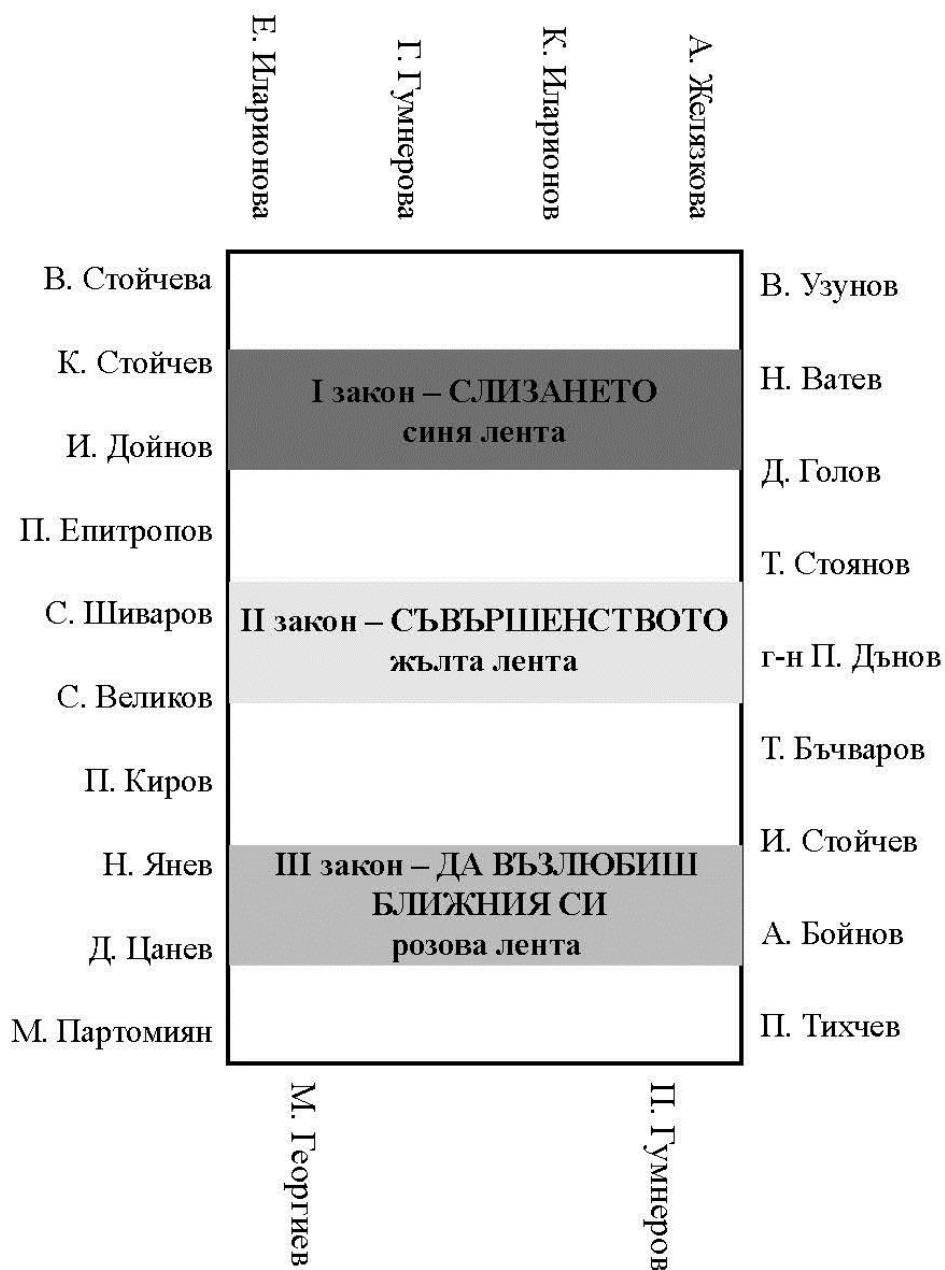 Е. Иларионова
Г. Гумнерова
К. Иларионов
А. Желязкова
В. Стойчева
К. Стойчев
И. Дойнов
П. Епитропов
С. Шиваров
С. Великов
П. Киров
Н. Янев
Д. Цанев
М. Партомиян
I закон – СЛИЗАНЕТО
синя лента
II закон – СЪВЪРШЕНСТВОТО
жълта лента
III закон – ДА ВЪЗЛЮБИШ
БЛИЖНИЯ СИ
розова лента
В. Узунов
Н. Ватев
Д. Голов
Т. Стоянов
г-н П. Дънов
Т. Бъчваров
И. Стойчев
А. Бойнов
П. Тихчев
М. Георгиев
П. Гумнеров